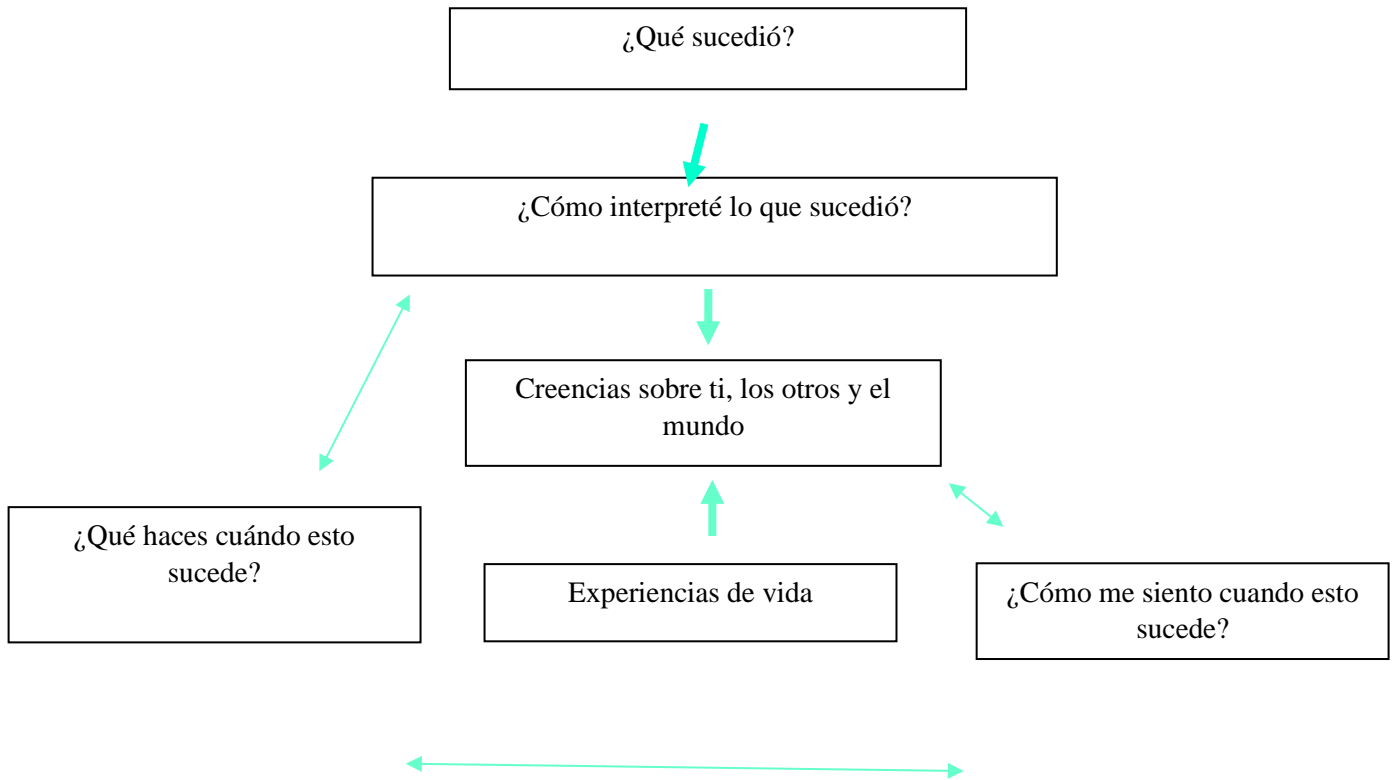 ¿Qué sucedió?
¿Cómo interpreté lo que sucedió?
Creencias sobre ti, los otros y el
mundo
¿Qué haces cuándo esto
sucede?
Experiencias de vida
¿Cómo me siento cuando esto
sucede?